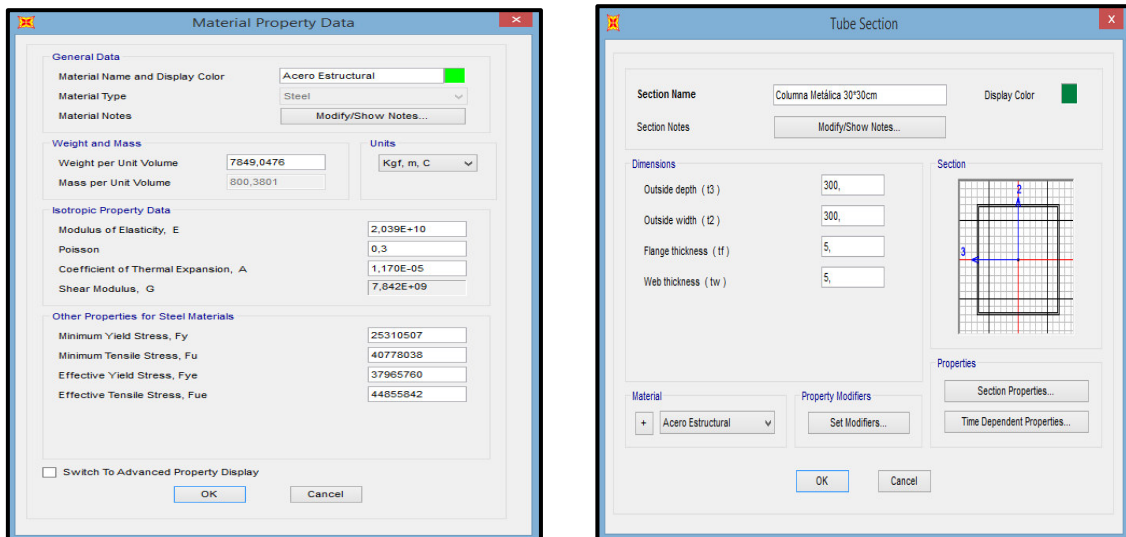 Material Property Data
General Data
Material Name and Display Color Acero Estructural
Material Type Steel
Material Notes Modify/Show Notes...
Weight and Mass Units
Weight per Unit Volume 7849,0476 Kgf, m, C
Mass per Unit Volume 800,3801
Isotropic Property Data
Modulus of Elasticity, E 2,039E+10
Poisson 0,3
Coefficient of Thermal Expansion, A 1,170E-05
Shear Modulus, G 7,842E+09
Other Properties for Steel Materials
Minimum Yield Stress, Fy 25310507
Minimum Tensile Stress, Fu 40778038
Effective Yield Stress, Fye 37965760
Effective Tensile Stress, Fue 44855842
Switch To Advanced Property Display
OK Cancel
Tube Section X
Section Name Columna Metálica 30*30cm Display Color
Section Notes Modify/Show Notes...
Dimensions Section
Outside depth ( t3 ) 300,
Outside width ( t2 ) 300,
Flange thickness ( tf ) 5,
Web thickness ( tw ) 5,
2
3
Properties
Section Properties...
Time Dependent Properties...
Material Property Modifiers
+ Acero Estructural Set Modifiers...
OK Cancel